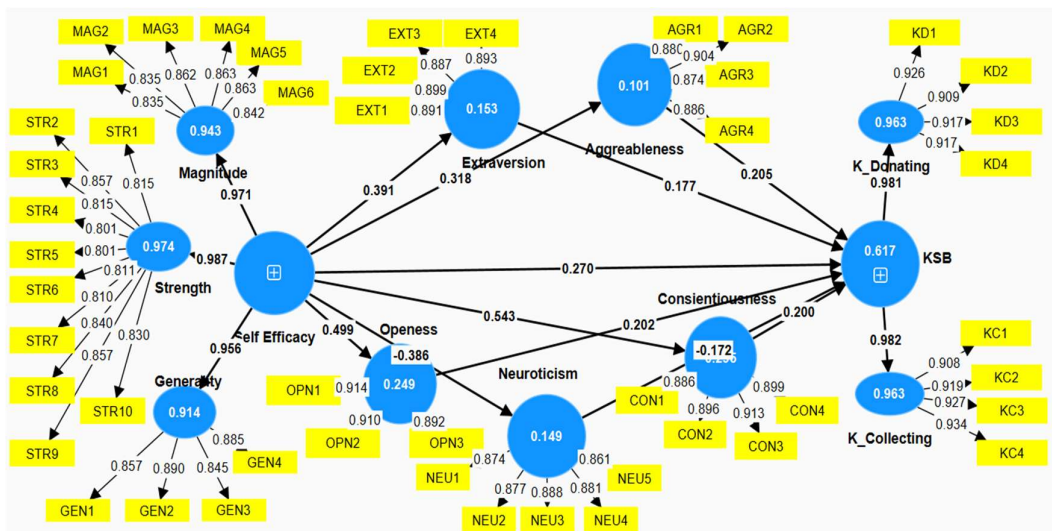 MAG2
MAG3
MAG4
MAG5
MAG1
MAG6
0.835
0.862
0.863
0.863
0.835
0.842
0.943
Magnitude
0.971
STR2
STR1
STR3
STR4
STR5
STR6
STR7
STR8
STR9
STR10
0.857
0.815
0.815
0.801
0.801
0.811
0.810
0.840
0.857
0.830
0.974
0.987
Strength
Self Efficacy
0.956
Generality
0.914
0.885
GEN4
0.857
0.890
0.845
GEN1
GEN2
GEN3
EXT3
EXT4
EXT2
EXT1
0.887
0.893
0.899
0.891
0.153
Extraversion
0.391
0.318
AGR1
AGR2
AGR3
AGR4
0.880
0.904
0.874
0.886
0.101
Aggreableness
0.177
0.205
0.270
0.543
0.499
Openess
-0.386
0.249
OPN1
0.914
0.910
0.892
OPN2
OPN3
0.202
Neuroticism
0.149
0.874
0.861
NEU1
NEU5
0.877
0.888
0.881
NEU2
NEU3
NEU4
Consientiousness
0.200
-0.172
CON1
0.886
0.899
CON4
0.896
0.913
CON2
CON3
KSB
0.617
KD1
KD2
KD3
KD4
0.926
0.909
0.917
0.917
0.963
K_Donating
0.981
0.982
0.963
K_Collecting
KC1
KC2
KC3
KC4
0.908
0.919
0.927
0.934